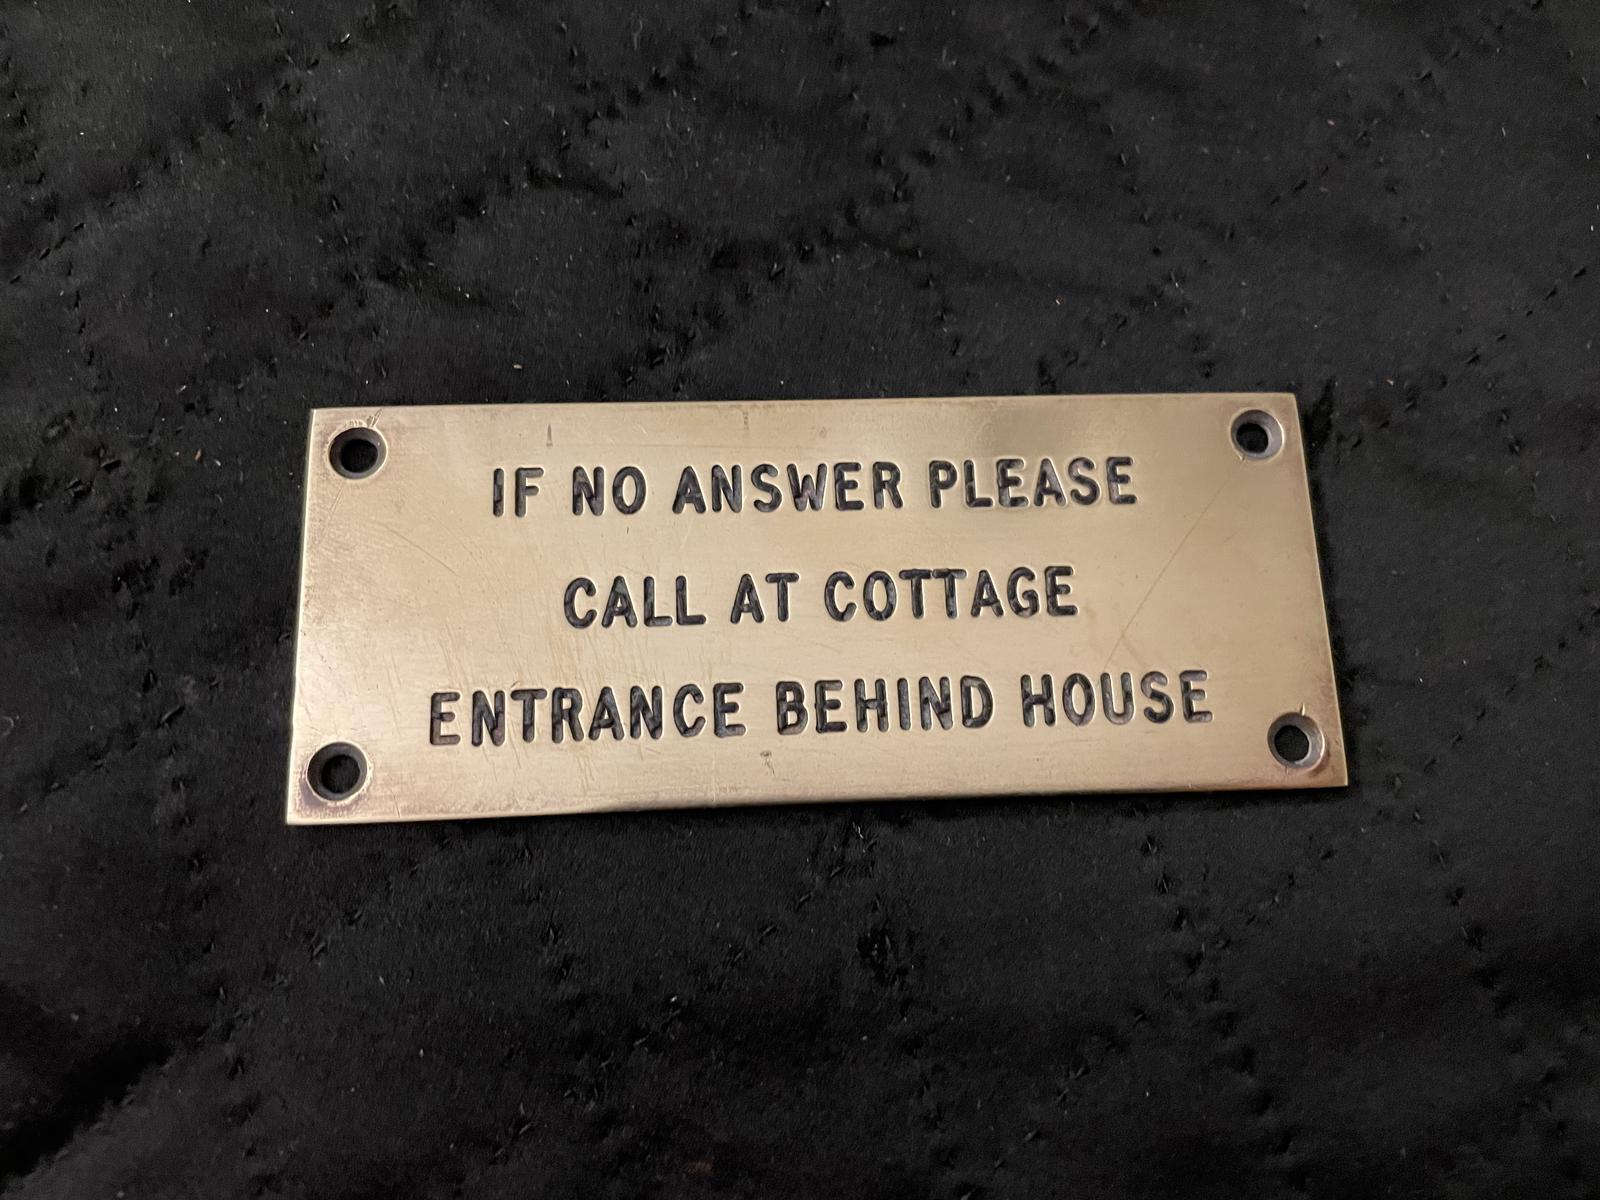 IF NO ANSWER PLEASE
CALL AT COTTAGE
ENTRANCE BEHIND HOUSE